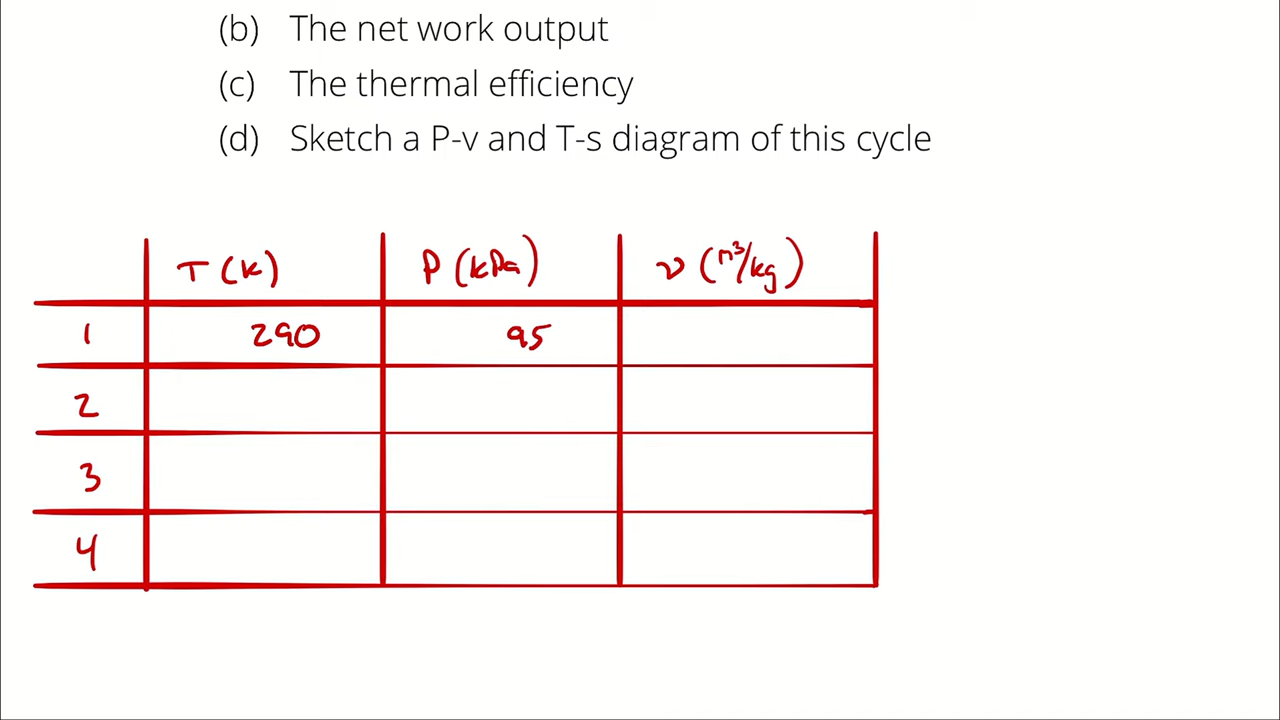 (b) The net work output
(c) The thermal efficiency
(d) Sketch a P-v and T-s diagram of this cycle
T (K) P (kPa) v (m³/kg)
1 290 95
2
3
4